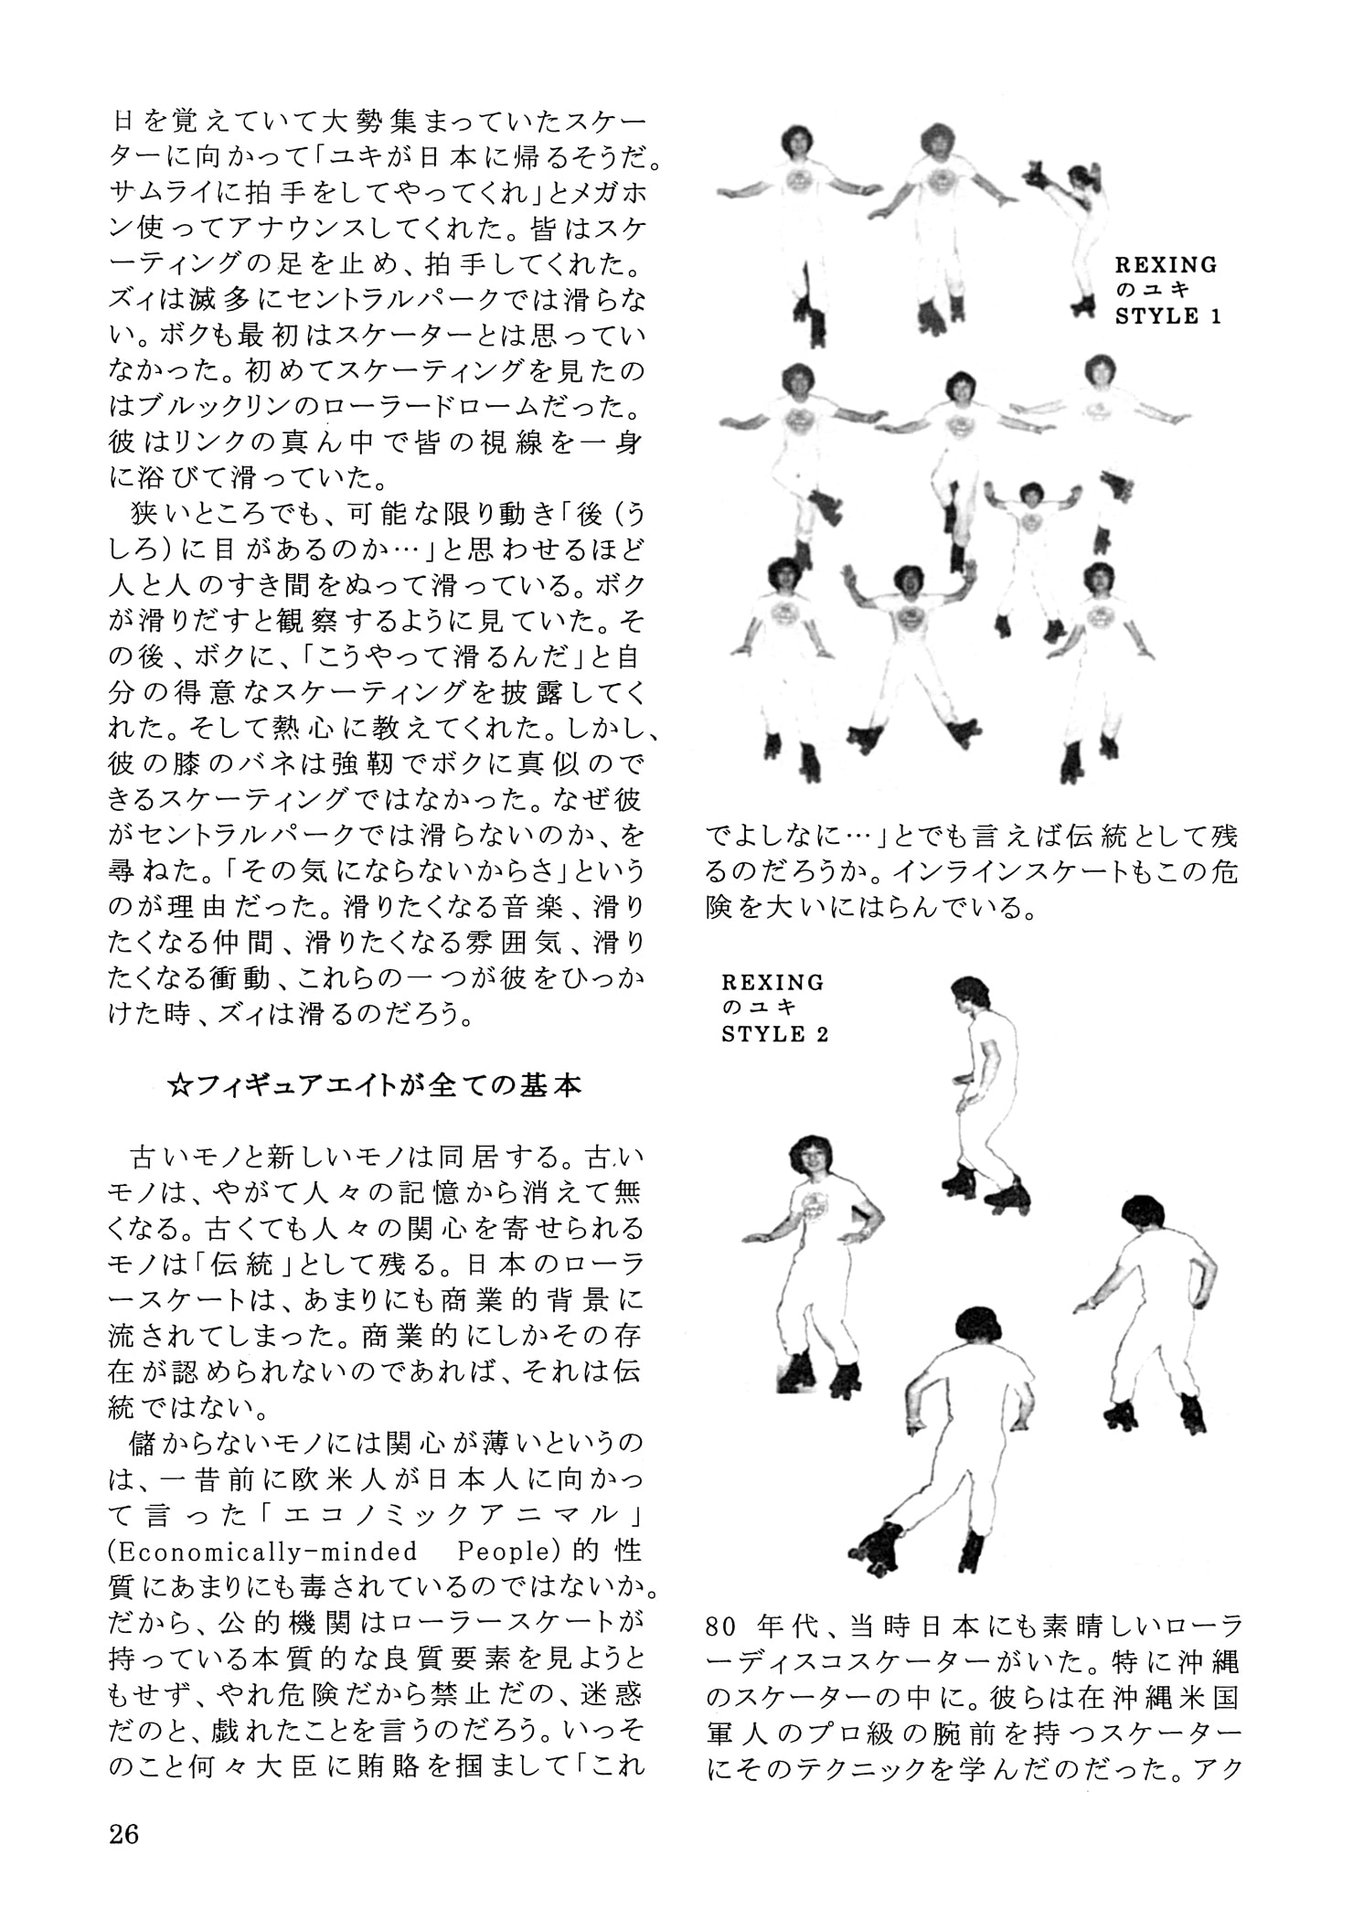 日を覚えていて大勢集まっていたスケー
ターに向かって「ユキが日本に帰るそうだ。
サムライに拍手をしてやってくれ」とメガホ
ン使ってアナウンスしてくれた。皆はスケ
ーティングの足を止め、拍手してくれた。
ズィは滅多にセントラルパークでは滑らな
い。ボクも最初はスケーターとは思ってい
なかった。初めてスケーティングを見たの
はブルックリンのローラードロームだった。
彼はリンクの真ん中で皆の視線を一身
に浴びて滑っていた。
狭いところでも、可能な限り動き「後（う
しろ）に目があるのか…」と思わせるほど
人と人のすき間をぬって滑っている。ボク
が滑りだすと観察するように見ていた。そ
の後、ボクに、「こうやって滑るんだ」と自
分の得意なスケーティングを披露してく
れた。そして熱心に教えてくれた。しかし、
彼の膝のバネは強靭でボクに真似ので
きるスケーティングではなかった。なぜ彼
がセントラルパークでは滑らないのか、を
尋ねた。「その気にならないからさ」という
のが理由だった。滑りたくなる音楽、滑り
たくなる仲間、滑りたくなる雰囲気、滑り
たくなる衝動、これらの一つが彼をひっか
けた時、ズィは滑るのだろう。
☆フィギュアエイトが全ての基本
古いモノと新しいモノは同居する。古い
モノは、やがて人々の記憶から消えて無
くなる。古くても人々の関心を寄せられる
モノは「伝統」として残る。日本のローラ
ースケートは、あまりにも商業的背景に
流されてしまった。商業的にしかその存
在が認められないのであれば、それは伝
統ではない。
儲からないモノには関心が薄いというの
は、一昔前に欧米人が日本人に向かっ
て言った「エコノミックアニマル」
(Economically-minded People)的性
質にあまりにも毒されているのではないか。
だから、公的機関はローラースケートが
持っている本質的な良質要素を見ようと
もせず、やれ危険だから禁止だの、迷惑
だのと、戯れたことを言うのだろう。いっそ
のこと何々大臣に賄賂を掴まして「これ
REXING
のユキ
STYLE 1
でよしなに…」とでも言えば伝統として残
るのだろうか。インラインスケートもこの危
険を大いにはらんでいる。
REXING
のユキ
STYLE 2
80 年代、当時日本にも素晴しいローラ
ーディスコスケーターがいた。特に沖縄
のスケーターの中に。彼らは在沖縄米国
軍人のプロ級の腕前を持つスケーター
にそのテクニックを学んだのだった。アク
26